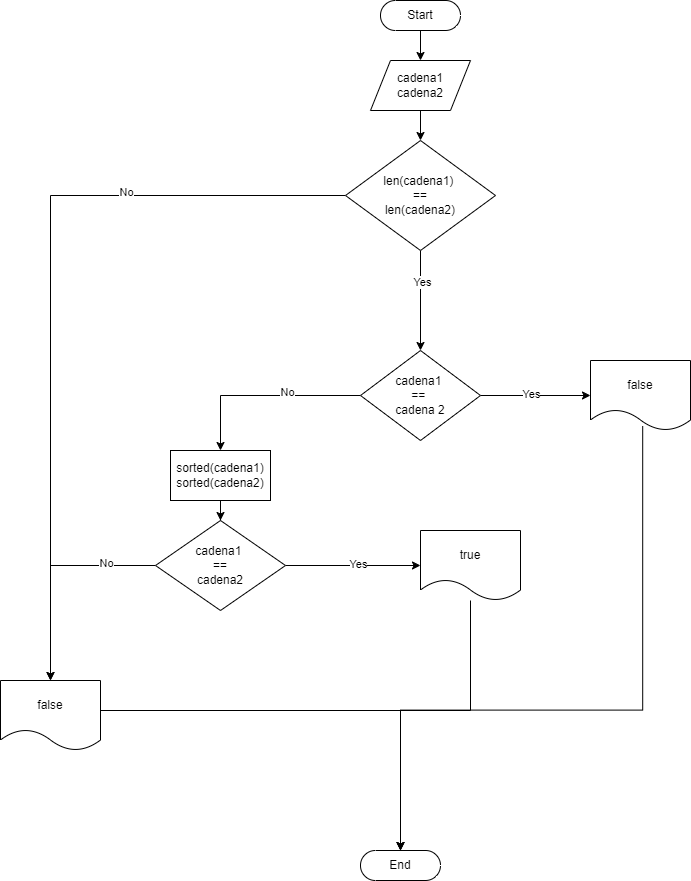 Start
cadena1
cadena2
len(cadena1)
==
len(cadena2)
No
Yes
cadena1
==
cadena 2
No
Yes
false
sorted(cadena1)
sorted(cadena2)
cadena1
==
cadena2
No
Yes
true
false
End